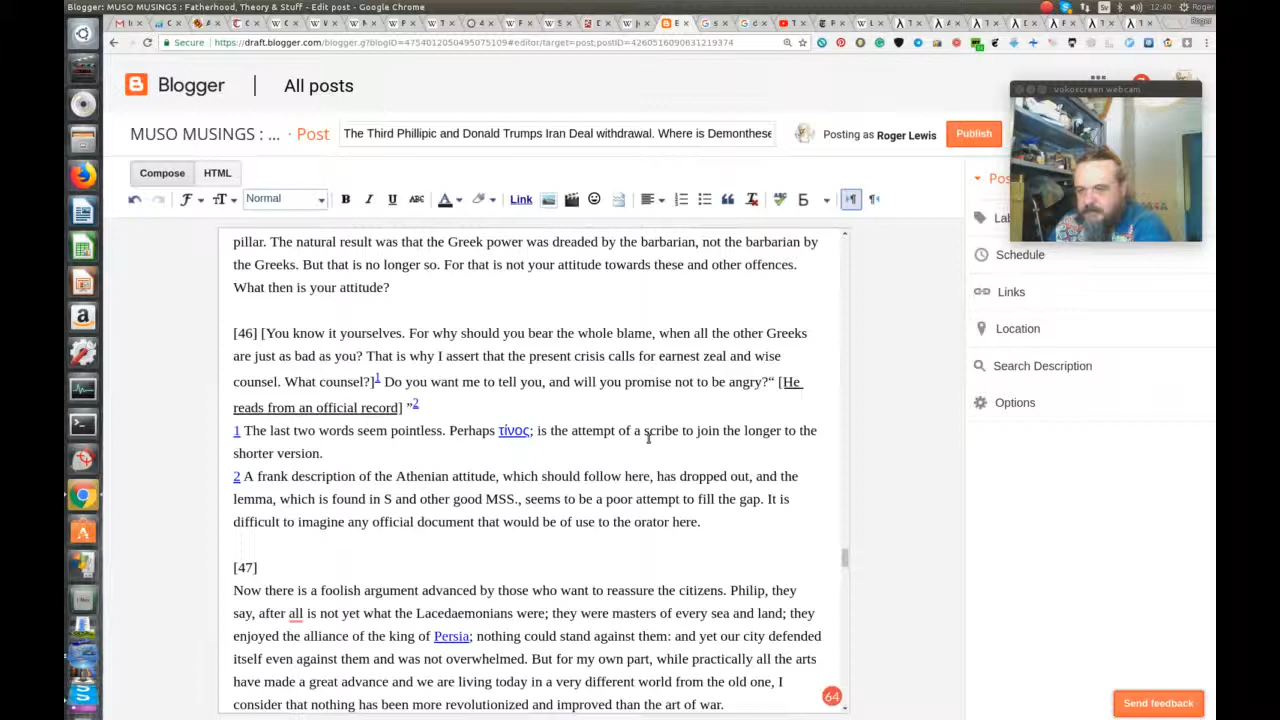 Blogger: MUSO MUSINGS : Fatherhood, Theory & Stuff - Edit post - Google Chrome
12:40
Roger
Roger
Secure
https://draft.blogger.com/blogger.g?blogID=4754012050495075109#editor/target=post;postID=4260516090631219374
Blogger
All posts
vokoscreen webcam
MUSO MUSINGS : ... · Post
The Third Phillipic and Donald Trumps Iran Deal withdrawal. Where is Demonthese
Posting as Roger Lewis
Publish
Compose
HTML
Normal
B I U ABC A
Link
pillar. The natural result was that the Greek power was dreaded by the barbarian, not the barbarian by
the Greeks. But that is no longer so. For that is not your attitude towards these and other offences.
What then is your attitude?
[46] [You know it yourselves. For why should you bear the whole blame, when all the other Greeks
are just as bad as you? That is why I assert that the present crisis calls for earnest zeal and wise
counsel. What counsel?]1 Do you want me to tell you, and will you promise not to be angry?“ [He
reads from an official record] ”2
1 The last two words seem pointless. Perhaps τίνος; is the attempt of a scribe to join the longer to the
shorter version.
2 A frank description of the Athenian attitude, which should follow here, has dropped out, and the
lemma, which is found in S and other good MSS., seems to be a poor attempt to fill the gap. It is
difficult to imagine any official document that would be of use to the orator here.
[47]
Now there is a foolish argument advanced by those who want to reassure the citizens. Philip, they
say, after all is not yet what the Lacedaemonians were; they were masters of every sea and land; they
enjoyed the alliance of the king of Persia; nothing could stand against them: and yet our city defended
itself even against them and was not overwhelmed. But for my own part, while practically all the arts
have made a great advance and we are living today in a very different world from the old one, I
consider that nothing has been more revolutionized and improved than the art of war.
64
Schedule
Links
Location
Search Description
Options
Send feedback